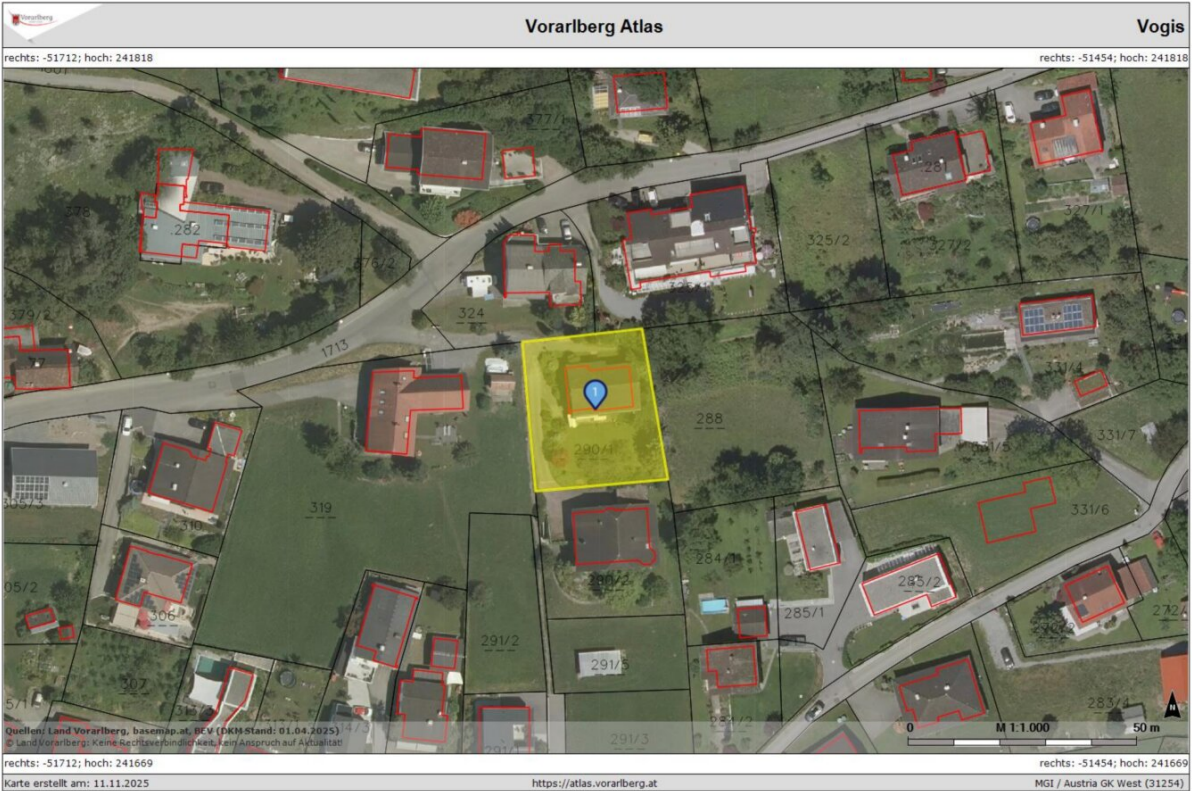 Vorarlberg
Vorarlberg Atlas
Vogis
rechts: -51712; hoch: 241818
rechts: -51454; hoch: 241818
.282
324
1713
325/2
327/2
327/1
1
290/1
288
331/7
331/6
319
310
306
307
284/1
285/1
285/2
291/2
291/5
291/3
283/4
0
M 1:1.000
50 m
N
Quellen: Land Vorarlberg, basemap.at, BEV (DKM-Stand: 01.04.2025)
© Land Vorarlberg: Keine Rechtsverbindlichkeit, kein Anspruch auf Aktualität!
rechts: -51712; hoch: 241669
rechts: -51454; hoch: 241669
Karte erstellt am: 11.11.2025
https://atlas.vorarlberg.at
MGI / Austria GK West (31254)